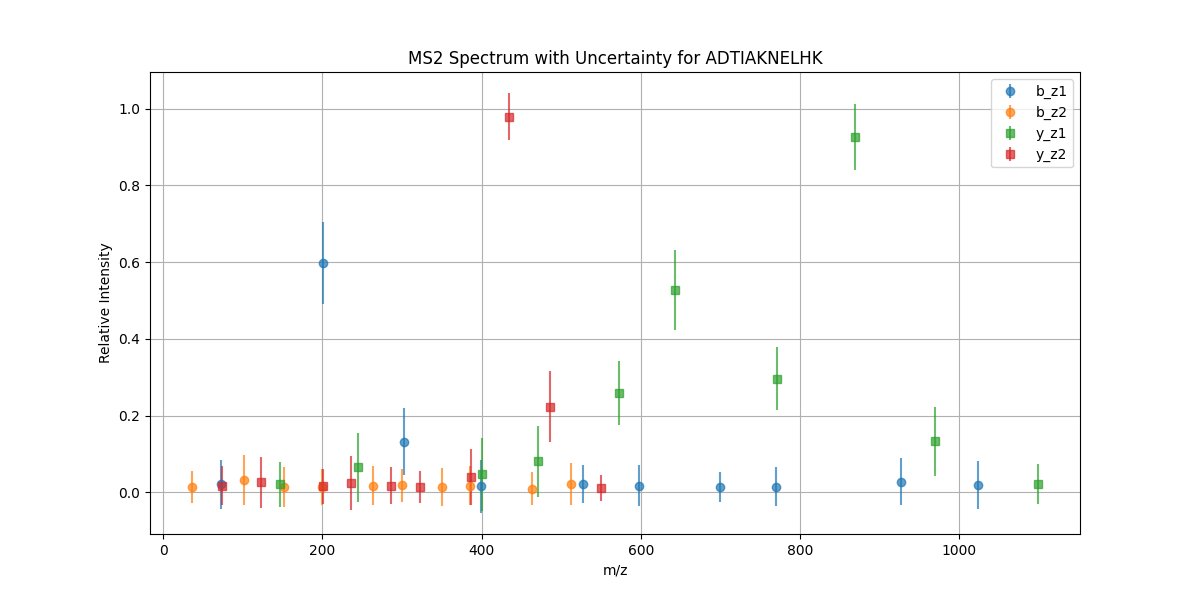 MS2 Spectrum with Uncertainty for ADTIAKNELHK
b_z1
b_z2
y_z1
y_z2
Relative Intensity
1.0
0.8
0.6
0.4
0.2
0.0
0
200
400
600
800
1000
m/z